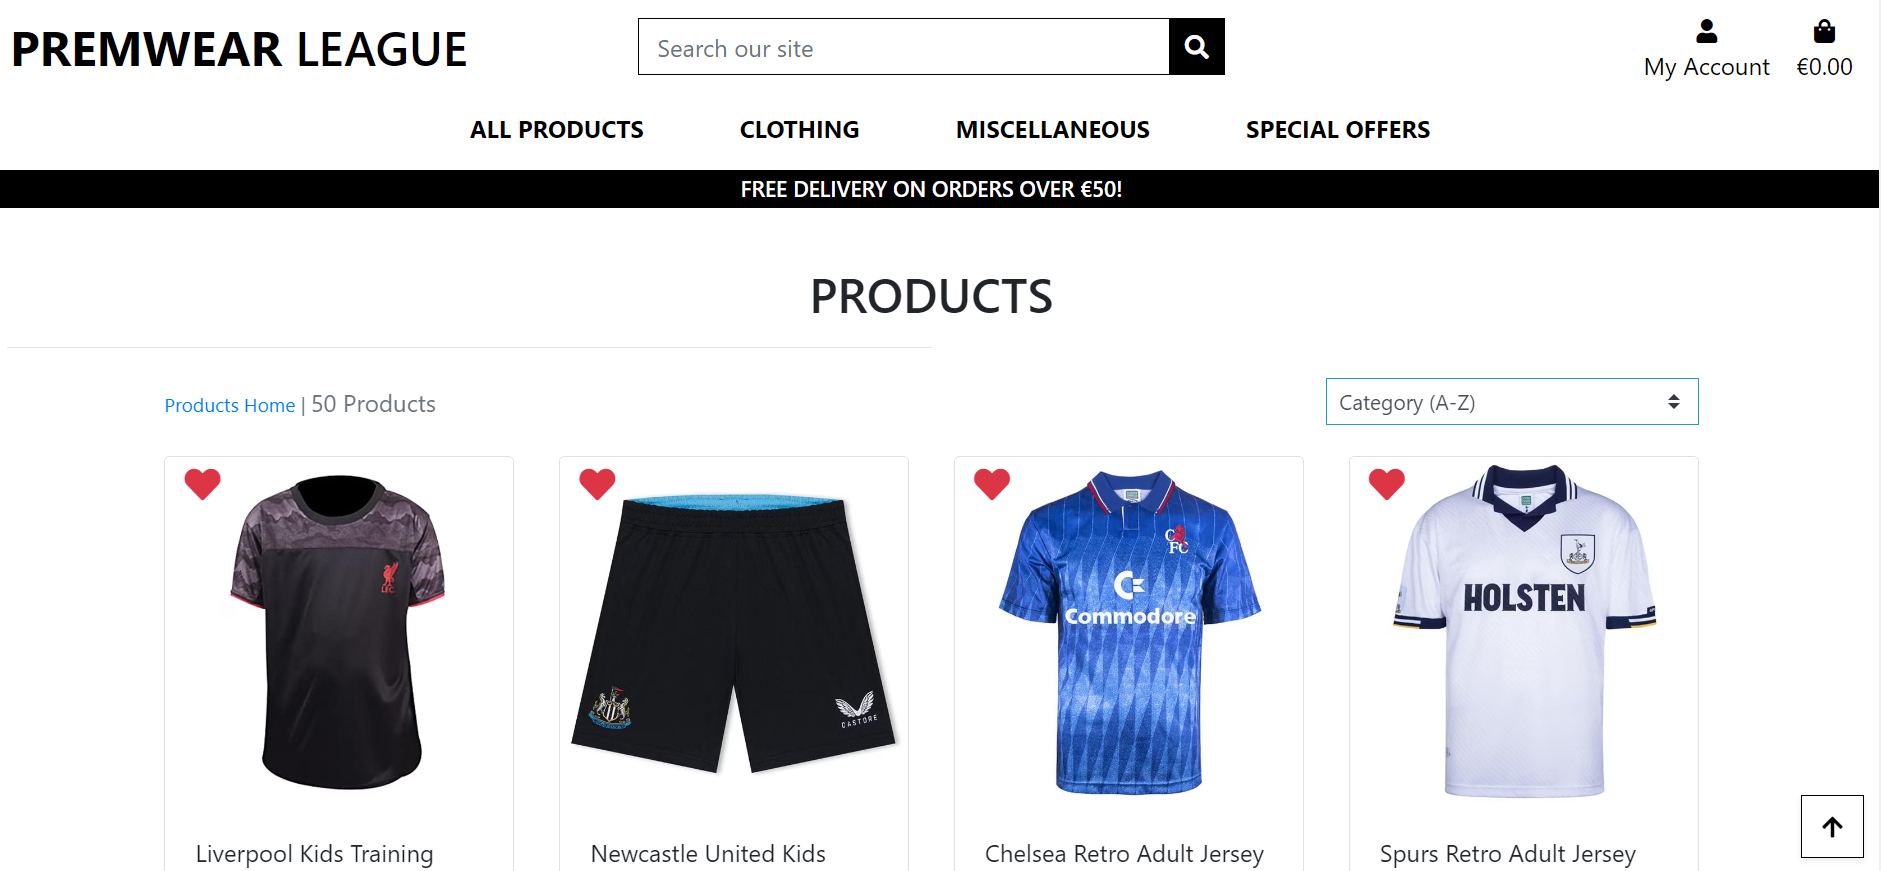 PREMWEAR LEAGUE
Search our site
My Account
€0.00
ALL PRODUCTS
CLOTHING
MISCELLANEOUS
SPECIAL OFFERS
FREE DELIVERY ON ORDERS OVER €50!
PRODUCTS
Products Home | 50 Products
Category (A-Z)
L.F.C.
CASTORE
CFC
Commodore
HOLSTEN
Liverpool Kids Training
Newcastle United Kids
Chelsea Retro Adult Jersey
Spurs Retro Adult Jersey